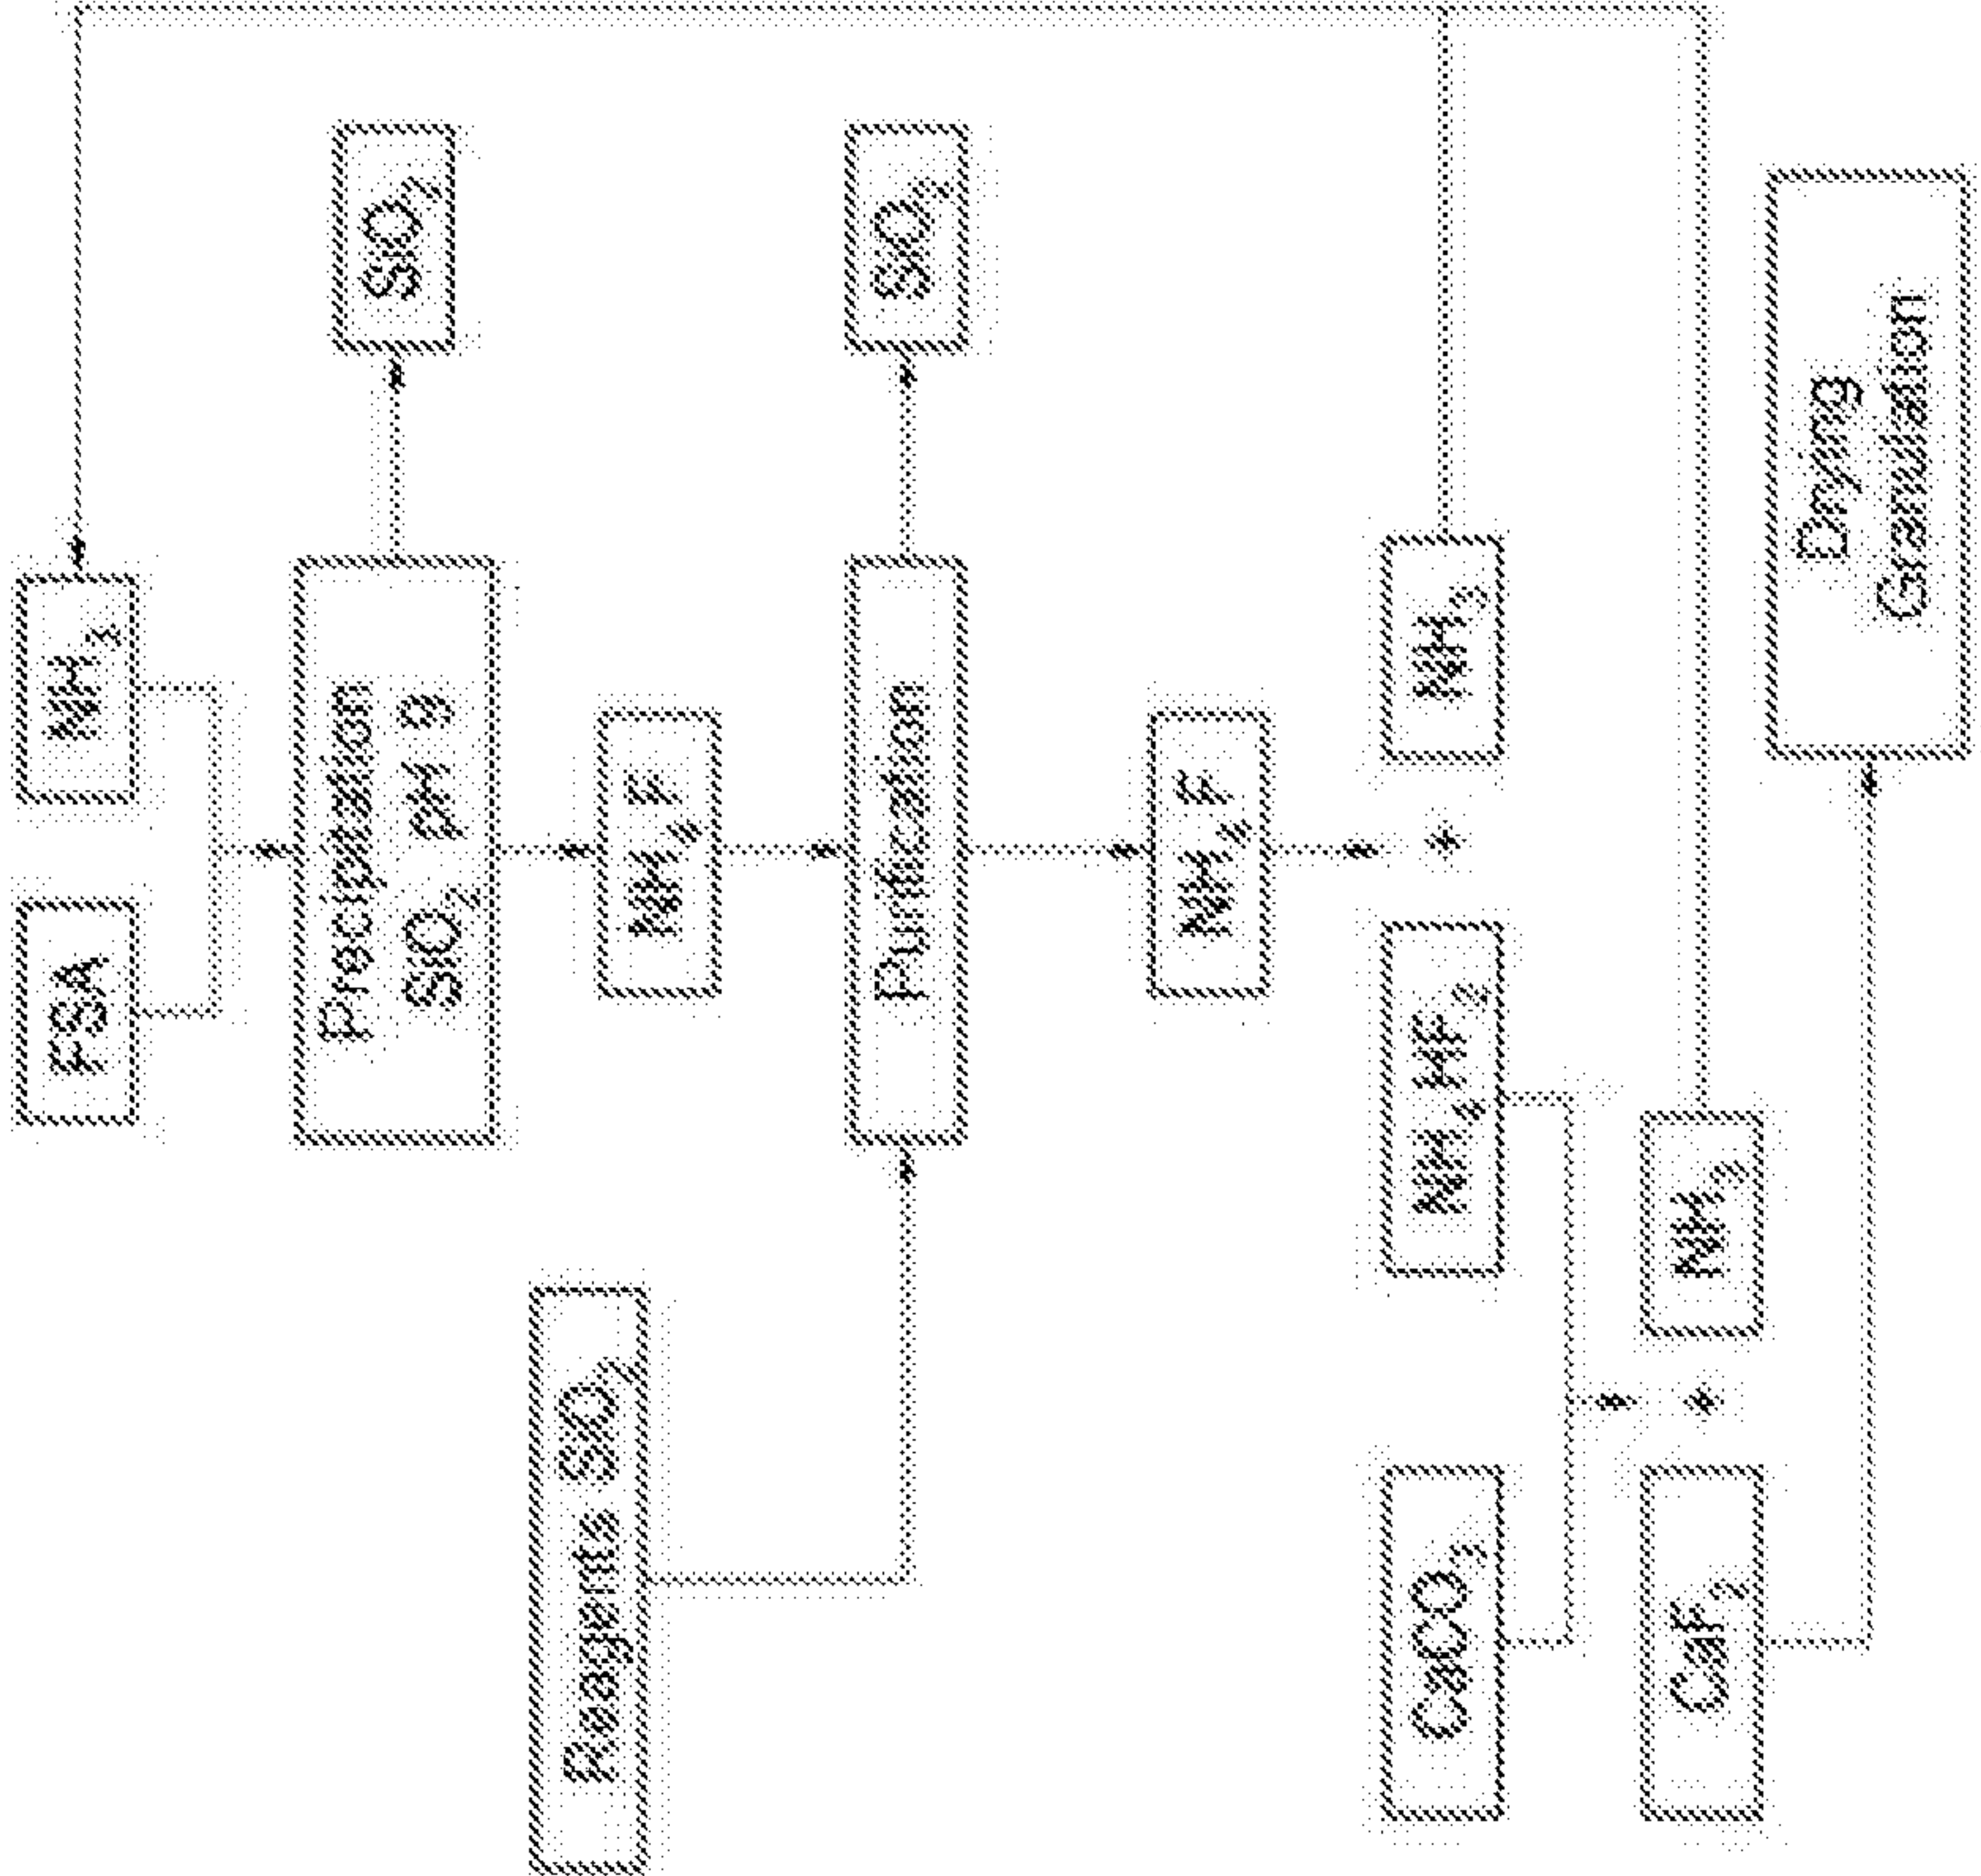 FSA
NH₃
Precipitation
SiO₂ pH 9
SiO₂
Reagents SiO₂
NH₄F
Purification
SiO₂
NH₄F
CaCO₃
NH₄HF₂ + NH₃
CaF₂ + NH₃
Drying
Granulation